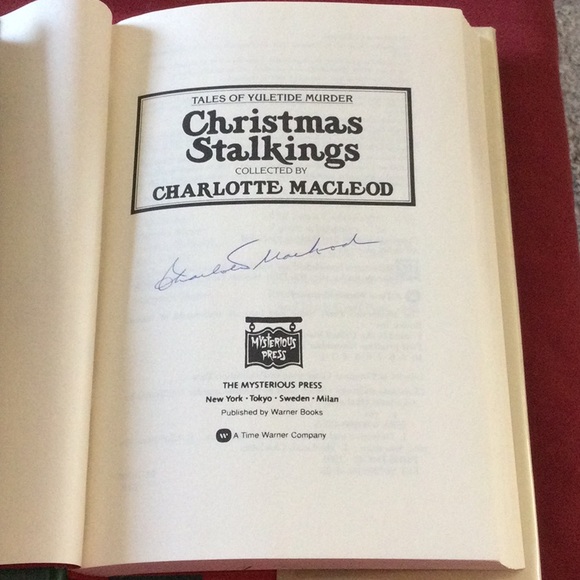 TALES OF YULETIDE MURDER
Christmas
Stalkings
COLLECTED BY
CHARLOTTE MACLEOD
Charlotte MacLeod
MYSTERIOUS
PRESS
THE MYSTERIOUS PRESS
New York · Tokyo · Sweden · Milan
Published by Warner Books
W A Time Warner Company